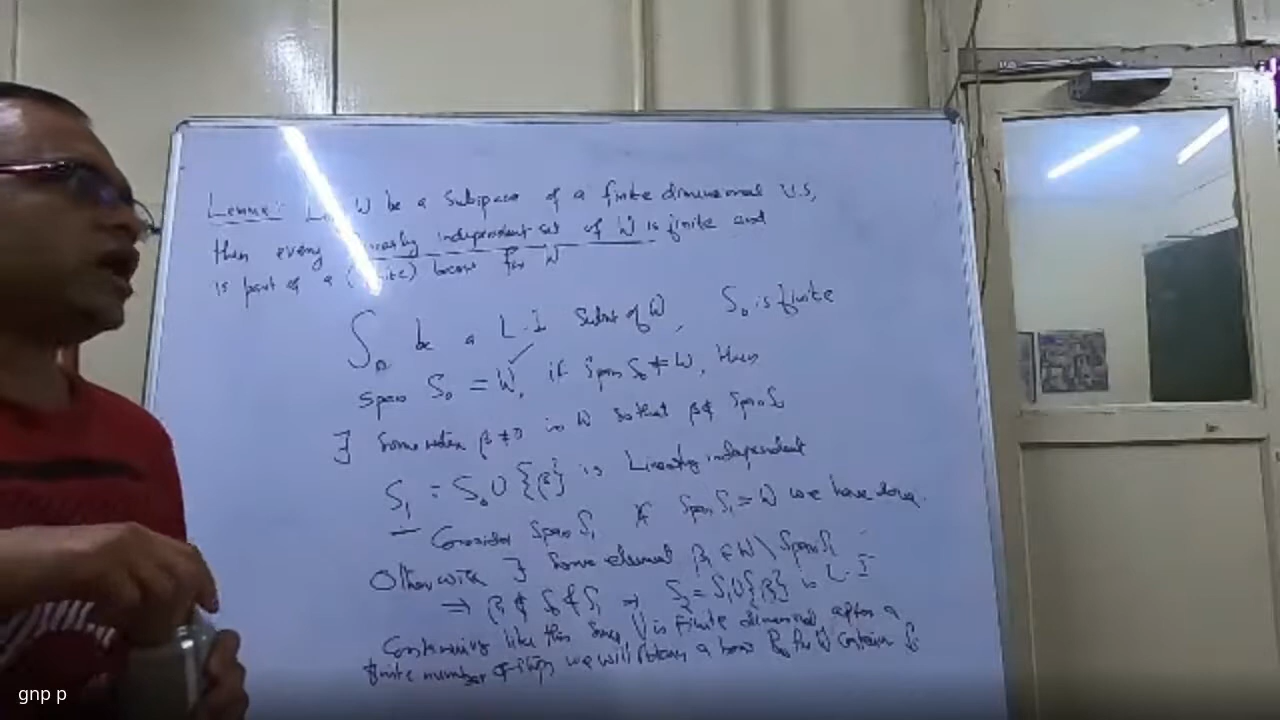 Lemma: Let W be a Subspace of a finite dimensional V.S,
then every linearly independent set of W is finite and
is part of a (finite) basis for W
S₀ be a L.I Subset of W, S₀ is finite
Span S₀ = W, if Span S₀ ≠ W, then
∃ Some vector β ≠ 0 in W so that β ∉ Span S₀
S₁ = S₀ ∪ {β} is Linearly independent
Consider Span S₁ if Span S₁ = W we have done.
Otherwise ∃ Some element β₁ ∈ W \ Span S₁
⇒ β₁ ∉ S₀ & S₁ ⇒ S₂ = S₁ ∪ {β₁} is L.I
Continuing like this Since V is finite dimensional after a
finite number of steps we will obtain a basis for W contain S₀
gnp p